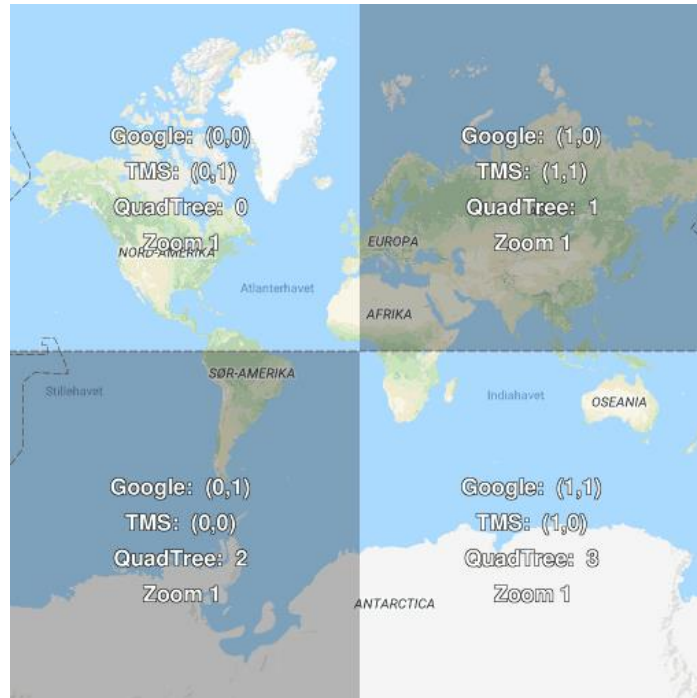 Google: (0,0)
TMS: (0,1)
QuadTree: 0
Zoom 1
NORD-AMERIKA
Atlanterhavet
Google: (1,0)
TMS: (1,1)
QuadTree: 1
Zoom 1
EUROPA
AFRIKA
Stillehavet
SØR-AMERIKA
Google: (0,1)
TMS: (0,0)
QuadTree: 2
Zoom 1
Indiahavet
OSEANIA
Google: (1,1)
TMS: (1,0)
QuadTree: 3
Zoom 1
ANTARCTICA